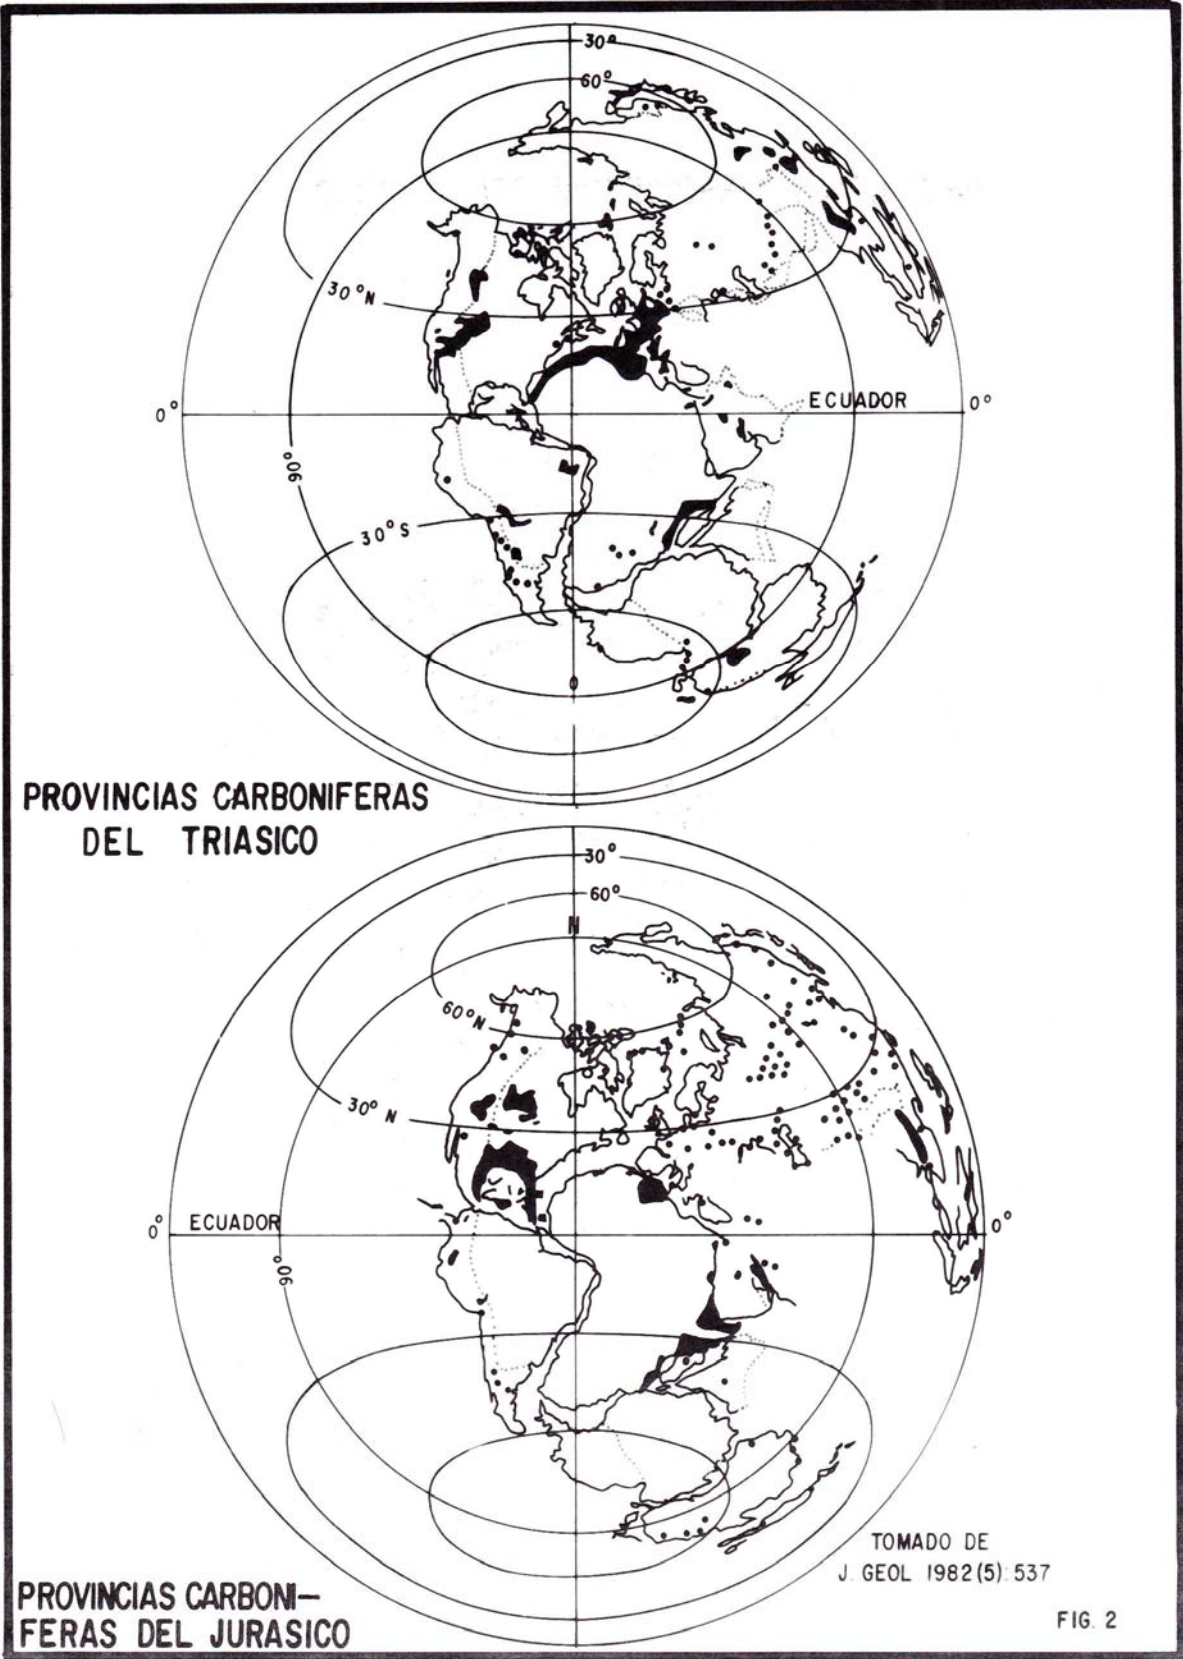 30°
60°
30°N
0°
ECUADOR
0°
90°
30°S
0
PROVINCIAS CARBONIFERAS
DEL TRIASICO
30°
60°
N
60°N
30° N
0°
ECUADOR
0°
90°
TOMADO DE
J. GEOL 1982(5):537
PROVINCIAS CARBONI-
FERAS DEL JURASICO
FIG. 2